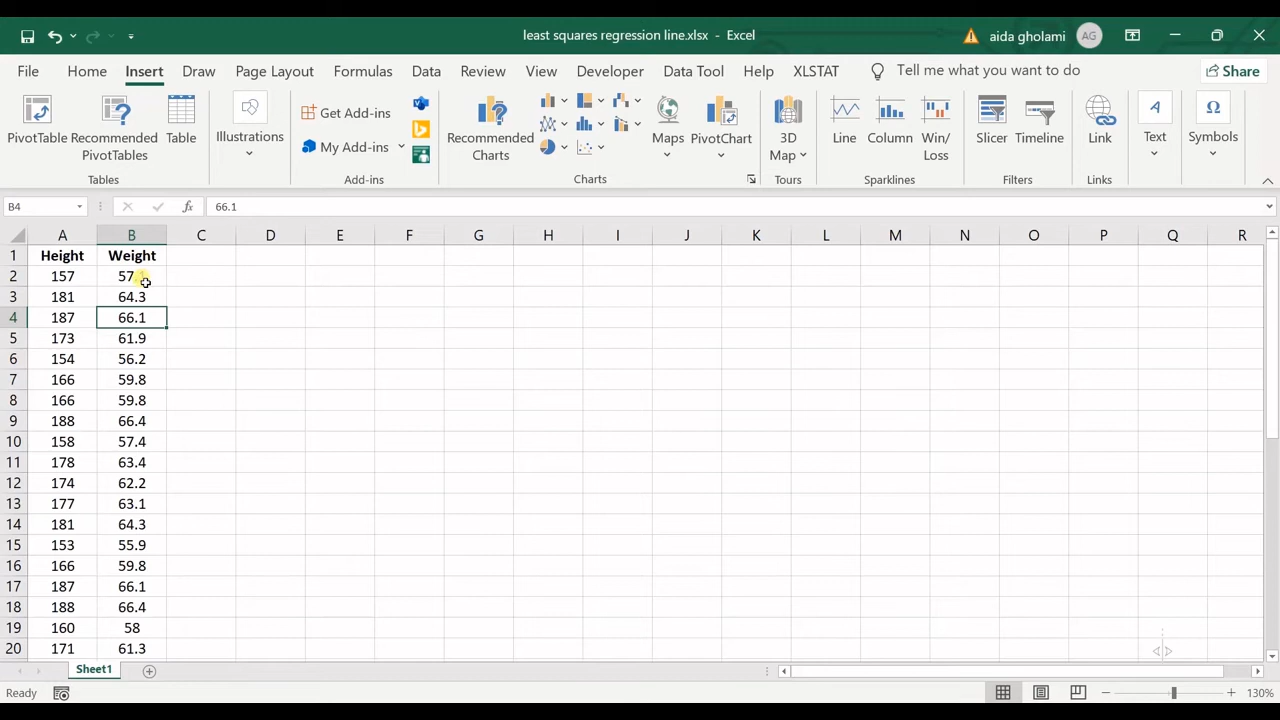 least squares regression line.xlsx - Excel
aida gholami AG
File Home Insert Draw Page Layout Formulas Data Review View Developer Data Tool Help XLSTAT Tell me what you want to do Share
PivotTable
Recommended PivotTables
Table
Tables
Illustrations
Get Add-ins
My Add-ins
Add-ins
Recommended Charts
Maps
PivotChart
Charts
3D Map
Tours
Line
Column
Win/Loss
Sparklines
Slicer
Timeline
Filters
Link
Links
Text
Symbols
B4 fx 66.1
A B C D E F G H I J K L M N O P Q R
1 Height Weight
2 157 57.1
3 181 64.3
4 187 66.1
5 173 61.9
6 154 56.2
7 166 59.8
8 166 59.8
9 188 66.4
10 158 57.4
11 178 63.4
12 174 62.2
13 177 63.1
14 181 64.3
15 153 55.9
16 166 59.8
17 187 66.1
18 188 66.4
19 160 58
20 171 61.3
Sheet1
Ready 130%